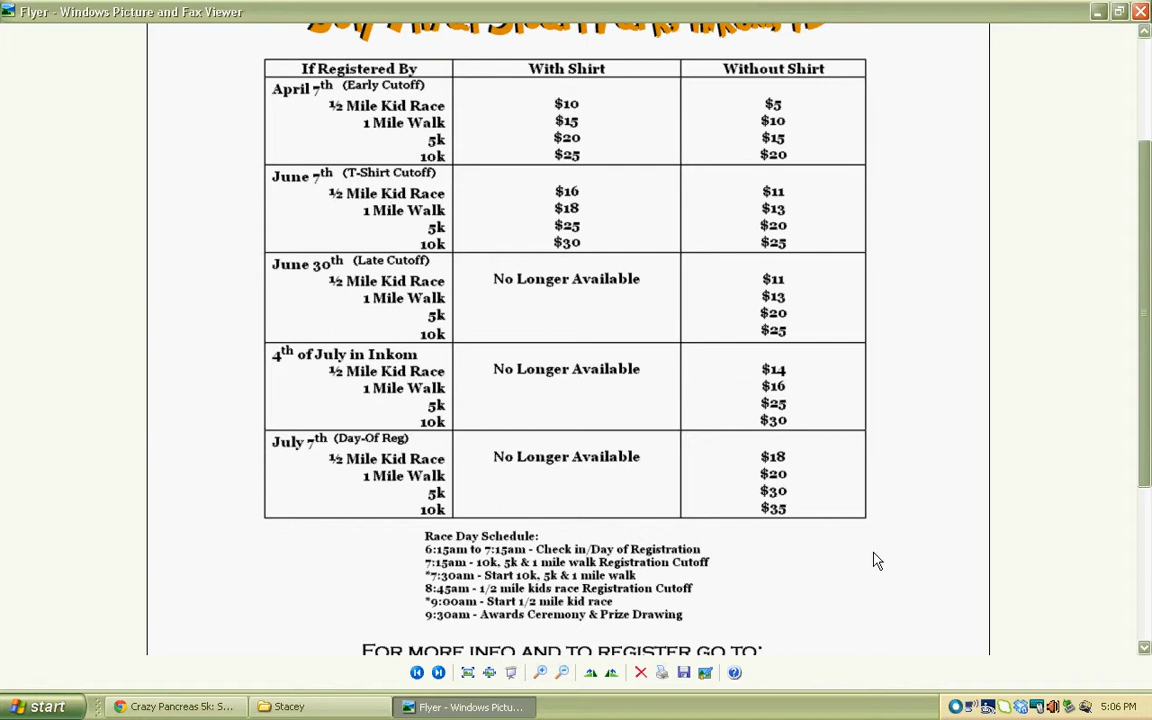 Flyer - Windows Picture and Fax Viewer
If Registered By With Shirt Without Shirt
April 7th (Early Cutoff)
½ Mile Kid Race $10 $5
1 Mile Walk $15 $10
5k $20 $15
10k $25 $20
June 7th (T-Shirt Cutoff)
½ Mile Kid Race $16 $11
1 Mile Walk $18 $13
5k $25 $20
10k $30 $25
June 30th (Late Cutoff)
½ Mile Kid Race No Longer Available $11
1 Mile Walk $13
5k $20
10k $25
4th of July in Inkom
½ Mile Kid Race No Longer Available $14
1 Mile Walk $16
5k $25
10k $30
July 7th (Day-Of Reg)
½ Mile Kid Race No Longer Available $18
1 Mile Walk $20
5k $30
10k $35
Race Day Schedule:
6:15am to 7:15am - Check in/Day of Registration
7:15am - 10k, 5k & 1 mile walk Registration Cutoff
*7:30am - Start 10k, 5k & 1 mile walk
8:45am - 1/2 mile kids race Registration Cutoff
*9:00am - Start 1/2 mile kid race
9:30am - Awards Ceremony & Prize Drawing
FOR MORE INFO AND TO REGISTER GO TO:
start Crazy Pancreas 5k: S... Stacey Flyer - Windows Pictu... 5:06 PM